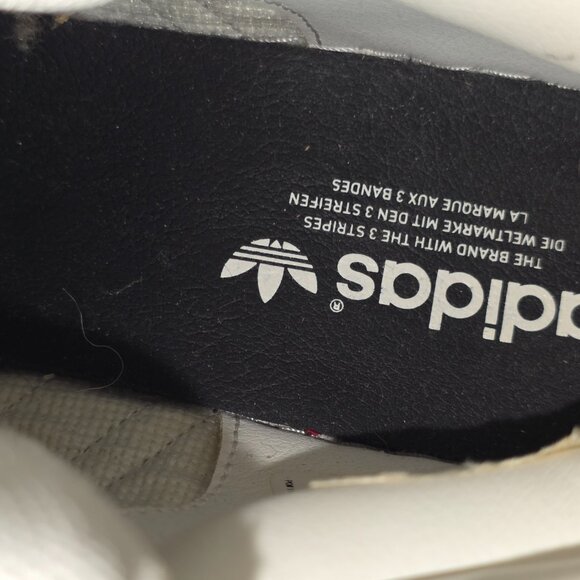 adidas®
THE BRAND WITH THE 3 STRIPES
DIE WELTMARKE MIT DEN 3 STREIFEN
LA MARQUE AUX 3 BANDES